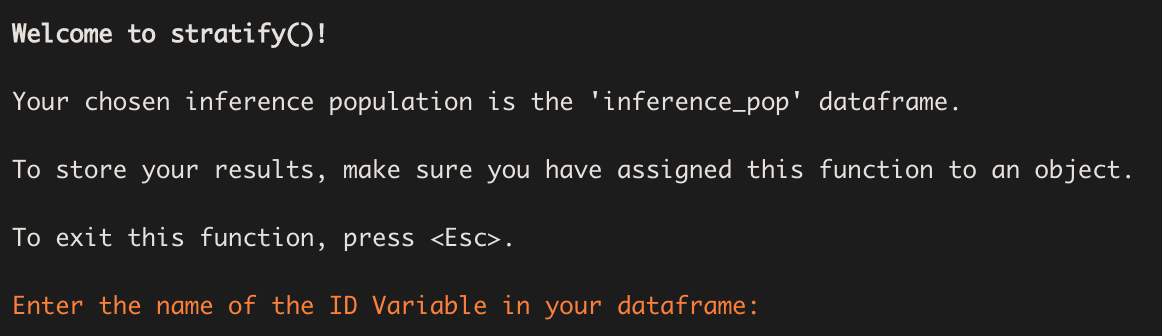 Welcome to stratify()!
Your chosen inference population is the 'inference_pop' dataframe.
To store your results, make sure you have assigned this function to an object.
To exit this function, press <Esc>.
Enter the name of the ID Variable in your dataframe: